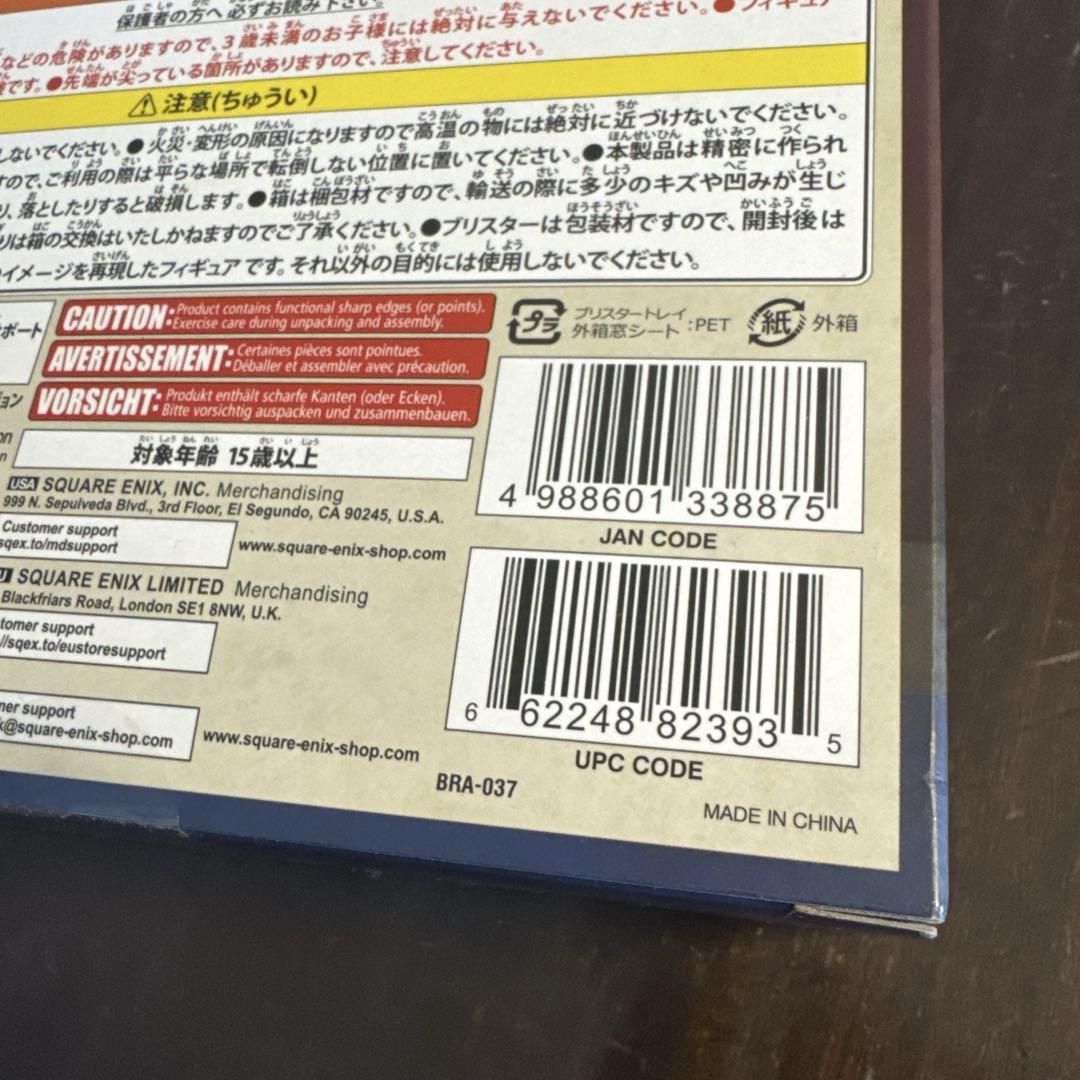 保護者の方へ 必ずお読み下さい。
などの危険がありますので、3歳未満のお子様には絶対に与えないでください。●フィギュア
です。●先端が尖っている箇所がありますので、注意してください。
⚠ 注意(ちゅうい)
しないでください。●火災・変形の原因になりますので高温の物には絶対に近づけないでください。
すので、ご利用の際は平らな場所で転倒しない位置に置いてください。●本製品は精密に作られ
り、落としたりすると破損します。●箱は梱包材ですので、輸送の際に多少のキズや凹みが生じ
りは箱の交換はいたしかねますのでご了承ください。●ブリスターは包装材ですので、開封後は
イメージを再現したフィギュアです。それ以外の目的には使用しないでください。
ポート
CAUTION: Product contains functional sharp edges (or points).
Exercise care during unpacking and assembly.
AVERTISSEMENT: Certaines pièces sont pointues.
Déballer et assembler avec précaution.
VORSICHT: Produkt enthält scharfe Kanten (oder Ecken).
Bitte vorsichtig auspacken und zusammenbauen.
プラ ブリスタートレイ
外箱窓シート :PET
紙 外箱
ョン
on
n
対象年齢 15歳以上
USA SQUARE ENIX, INC. Merchandising
999 N. Sepulveda Blvd., 3rd Floor, El Segundo, CA 90245, U.S.A.
Customer support
sqex.to/mdsupport
www.square-enix-shop.com
SQUARE ENIX LIMITED Merchandising
Blackfriars Road, London SE1 8NW, U.K.
tomer support
//sqex.to/eustoresupport
ner support
k@square-enix-shop.com
www.square-enix-shop.com
4 988601 338875
JAN CODE
6 62248 82393 5
UPC CODE
BRA-037
MADE IN CHINA